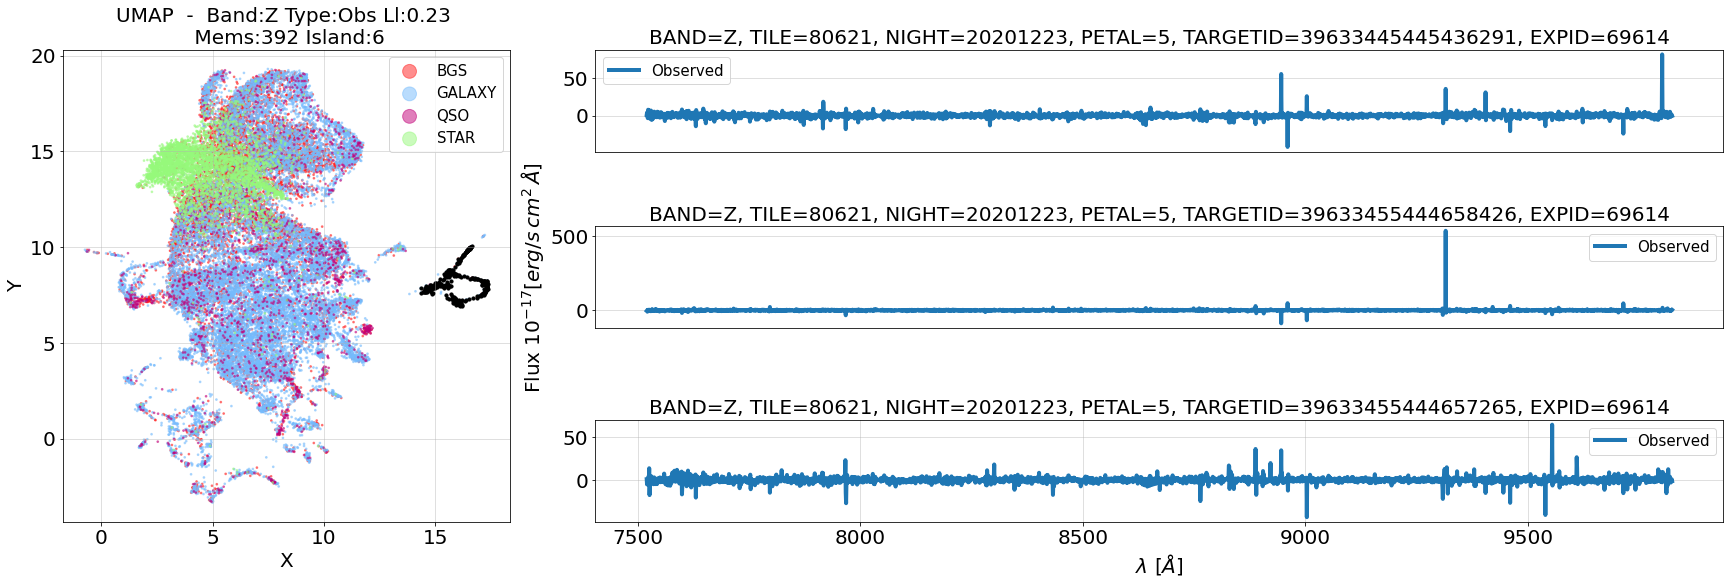 UMAP - Band:Z Type:Obs Ll:0.23
Mems:392 Island:6
20
15
10
5
0
Y
0
5
10
15
X
BGS
GALAXY
QSO
STAR
Flux 10⁻¹⁷[erg/s cm² Å]
BAND=Z, TILE=80621, NIGHT=20201223, PETAL=5, TARGETID=39633445445436291, EXPID=69614
50
0
Observed
BAND=Z, TILE=80621, NIGHT=20201223, PETAL=5, TARGETID=39633455444658426, EXPID=69614
500
0
Observed
BAND=Z, TILE=80621, NIGHT=20201223, PETAL=5, TARGETID=39633455444657265, EXPID=69614
50
0
Observed
7500
8000
8500
9000
9500
λ [Å]